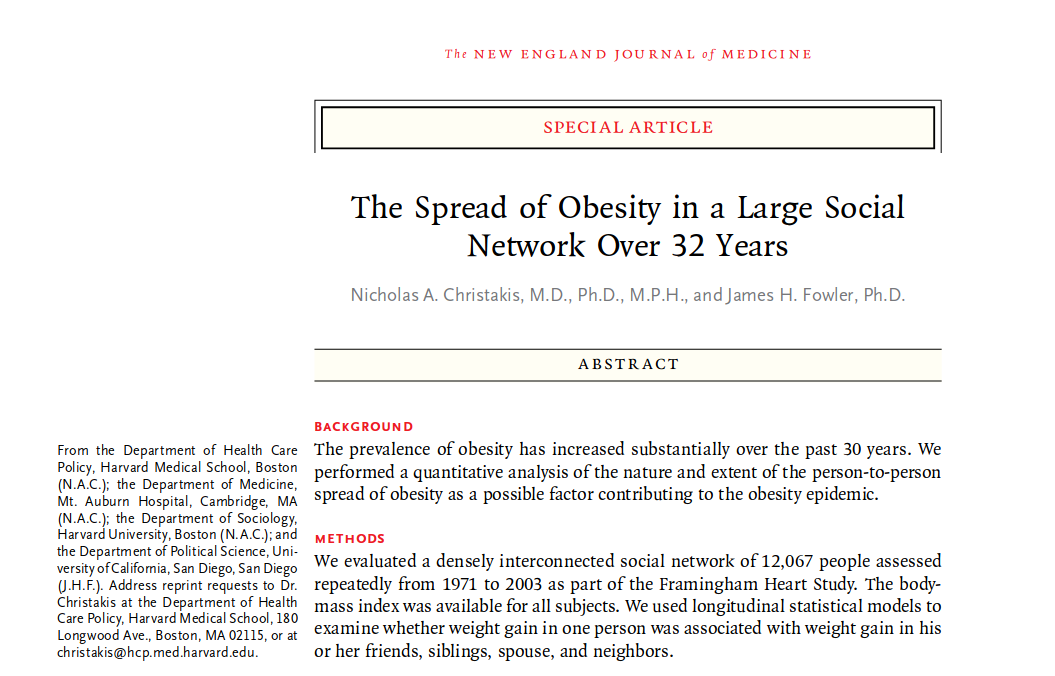 The NEW ENGLAND JOURNAL of MEDICINE
SPECIAL ARTICLE
The Spread of Obesity in a Large Social
Network Over 32 Years
Nicholas A. Christakis, M.D., Ph.D., M.P.H., and James H. Fowler, Ph.D.
ABSTRACT
From the Department of Health Care
Policy, Harvard Medical School, Boston
(N.A.C.); the Department of Medicine,
Mt. Auburn Hospital, Cambridge, MA
(N.A.C.); the Department of Sociology,
Harvard University, Boston (N.A.C.); and
the Department of Political Science, Uni-
versity of California, San Diego, San Diego
(J.H.F.). Address reprint requests to Dr.
Christakis at the Department of Health
Care Policy, Harvard Medical School, 180
Longwood Ave., Boston, MA 02115, or at
christakis@hcp.med.harvard.edu.
BACKGROUND
The prevalence of obesity has increased substantially over the past 30 years. We
performed a quantitative analysis of the nature and extent of the person-to-person
spread of obesity as a possible factor contributing to the obesity epidemic.
METHODS
We evaluated a densely interconnected social network of 12,067 people assessed
repeatedly from 1971 to 2003 as part of the Framingham Heart Study. The body-
mass index was available for all subjects. We used longitudinal statistical models to
examine whether weight gain in one person was associated with weight gain in his
or her friends, siblings, spouse, and neighbors.